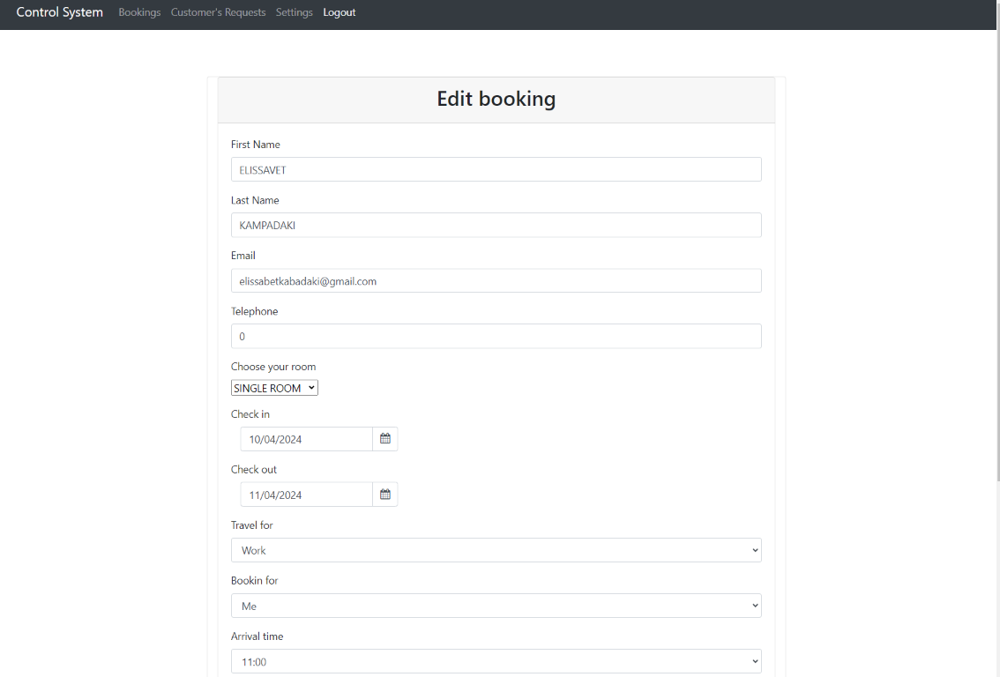 Control System Bookings Customer's Requests Settings Logout
Edit booking
First Name
ELISSAVET
Last Name
KAMPADAKI
Email
elissabetkabadaki@gmail.com
Telephone
0
Choose your room
SINGLE ROOM
Check in
10/04/2024
Check out
11/04/2024
Travel for
Work
Bookin for
Me
Arrival time
11:00